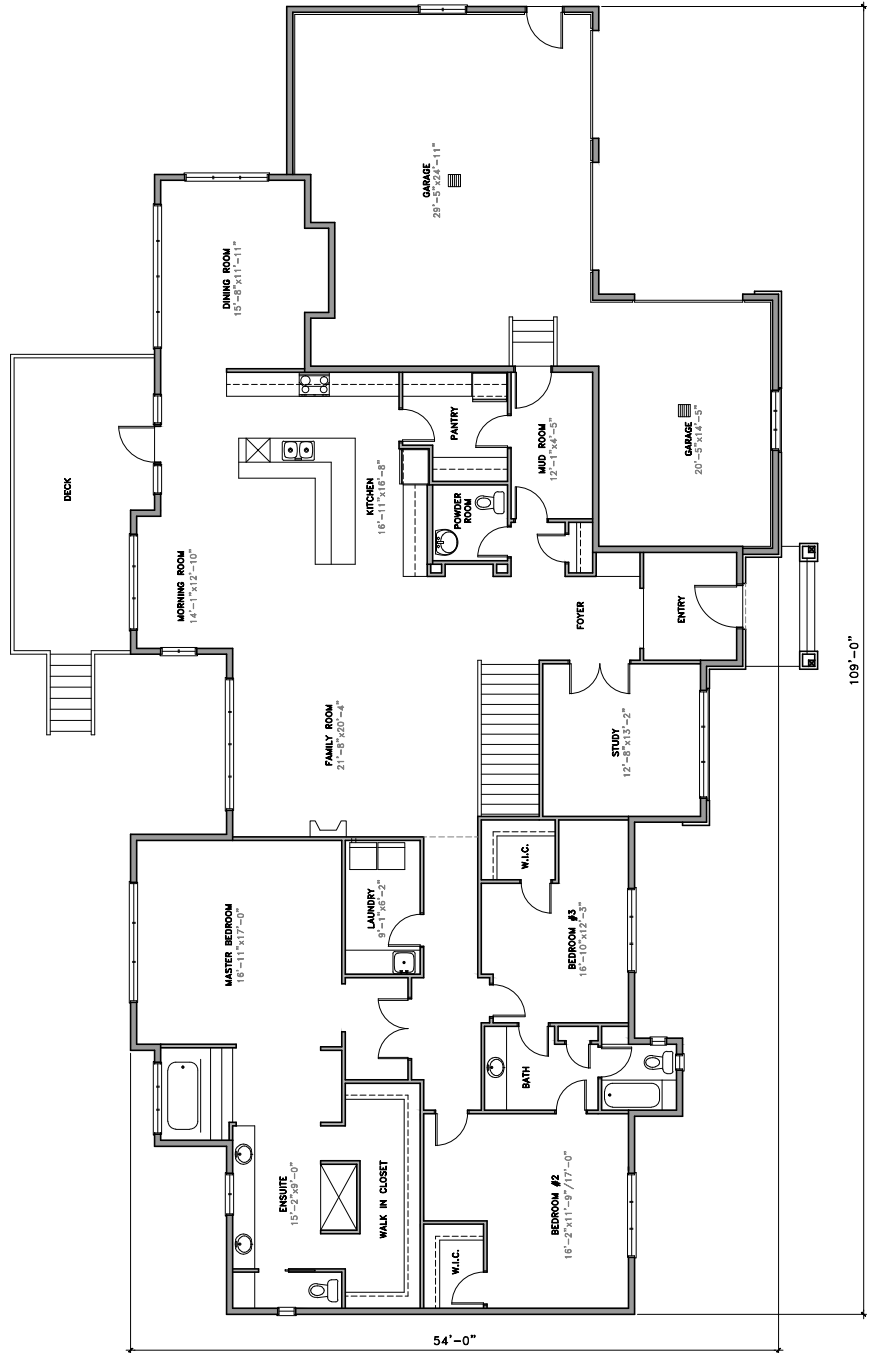 GARAGE
29'-5"x24'-11"
DINING ROOM
15'-8"x11'-11"
DECK
PANTRY
MUD ROOM
12'-1"x4'-5"
GARAGE
20'-5"x14'-5"
KITCHEN
16'-11"x16'-8"
POWDER
ROOM
MORNING ROOM
14'-1"x12'-10"
FOYER
ENTRY
109'-0"
FAMILY ROOM
21'-8"x20'-4"
STUDY
12'-8"x13'-2"
W.I.C.
LAUNDRY
9'-1"x6'-2"
MASTER BEDROOM
16'-11"x17'-0"
BEDROOM #3
16'-10"x12'-3"
BATH
ENSUITE
15'-2"x9'-0"
WALK IN CLOSET
BEDROOM #2
16'-2"x11'-9"/17'-0"
W.I.C.
54'-0"